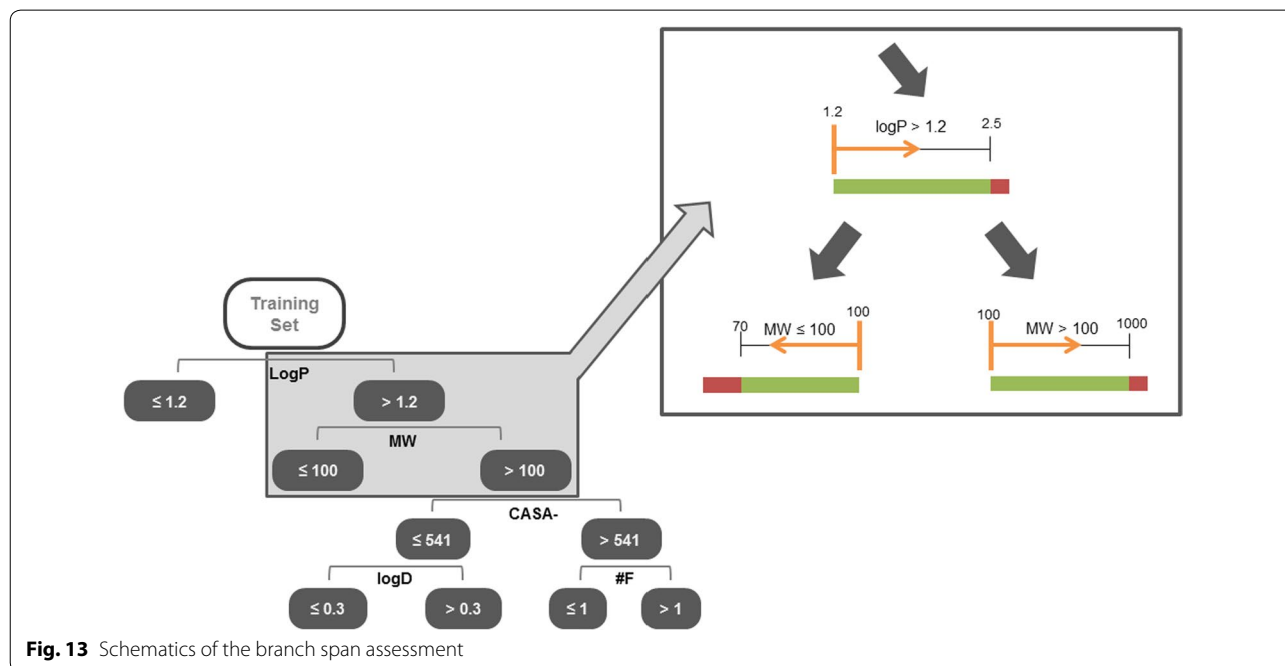 1.2
logP > 1.2
2.5
70
MW ≤ 100
100
100
MW > 100
1000
Training
Set
LogP
≤ 1.2
> 1.2
MW
≤ 100
> 100
CASA-
≤ 541
> 541
logD
#F
≤ 0.3
> 0.3
≤ 1
> 1
Fig. 13 Schematics of the branch span assessment